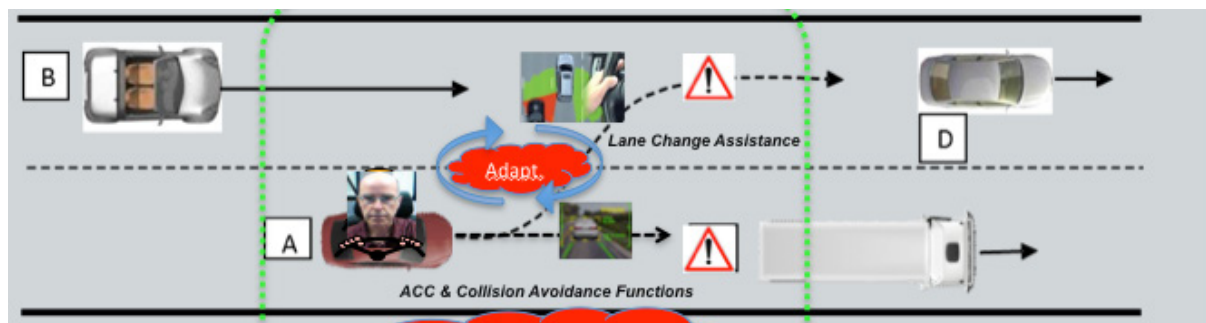 B
Lane Change Assistance
D
Adapt.
A
ACC & Collision Avoidance Functions